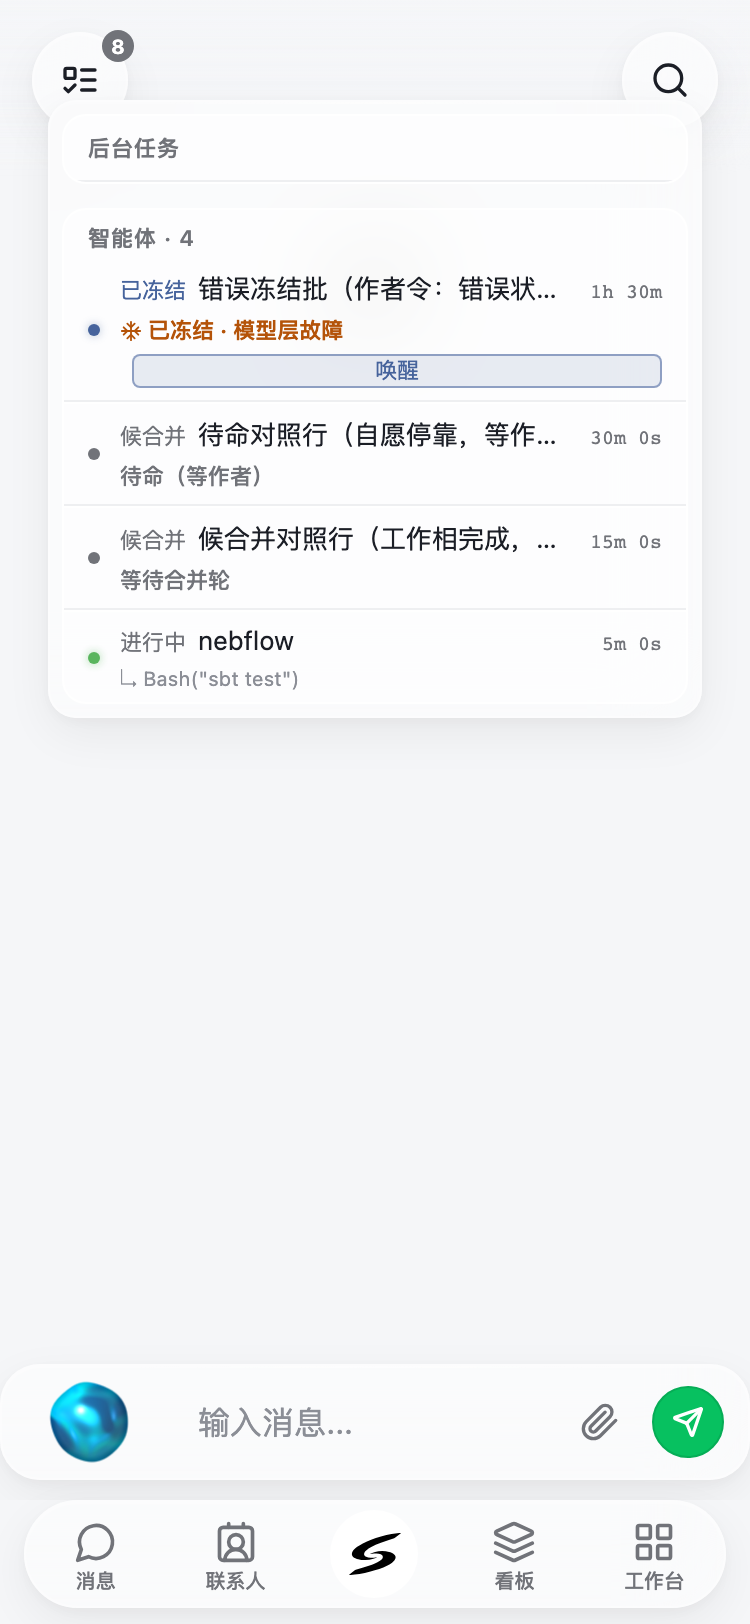 8
后台任务
智能体 · 4
已冻结 错误冻结批（作者令：错误状... 1h 30m
已冻结 · 模型层故障
唤醒
候合并 待命对照行（自愿停靠，等作... 30m 0s
待命（等作者）
候合并 候合并对照行（工作相完成，... 15m 0s
等待合并轮
进行中 nebflow 5m 0s
Bash("sbt test")
输入消息...
消息 联系人 看板 工作台